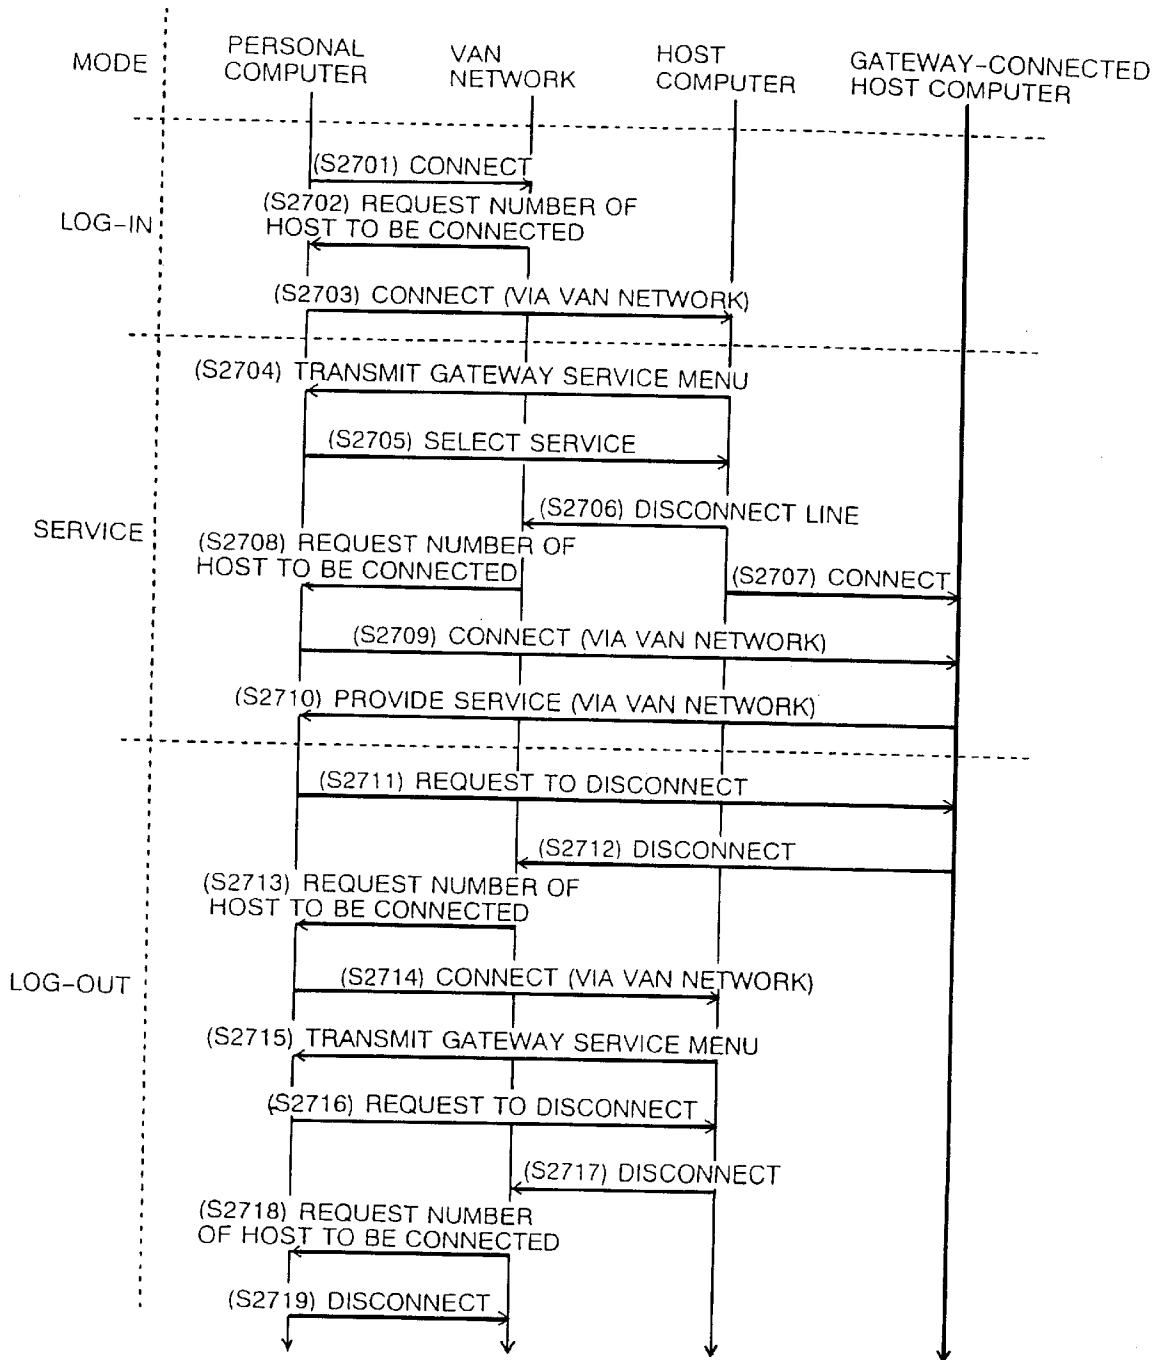 MODE
PERSONAL
COMPUTER
VAN
NETWORK
HOST
COMPUTER
GATEWAY-CONNECTED
HOST COMPUTER
LOG-IN
(S2701) CONNECT
(S2702) REQUEST NUMBER OF
HOST TO BE CONNECTED
(S2703) CONNECT (VIA VAN NETWORK)
SERVICE
(S2704) TRANSMIT GATEWAY SERVICE MENU
(S2705) SELECT SERVICE
(S2706) DISCONNECT LINE
(S2708) REQUEST NUMBER OF
HOST TO BE CONNECTED
(S2707) CONNECT
(S2709) CONNECT (VIA VAN NETWORK)
(S2710) PROVIDE SERVICE (VIA VAN NETWORK)
LOG-OUT
(S2711) REQUEST TO DISCONNECT
(S2712) DISCONNECT
(S2713) REQUEST NUMBER OF
HOST TO BE CONNECTED
(S2714) CONNECT (VIA VAN NETWORK)
(S2715) TRANSMIT GATEWAY SERVICE MENU
(S2716) REQUEST TO DISCONNECT
(S2717) DISCONNECT
(S2718) REQUEST NUMBER
OF HOST TO BE CONNECTED
(S2719) DISCONNECT